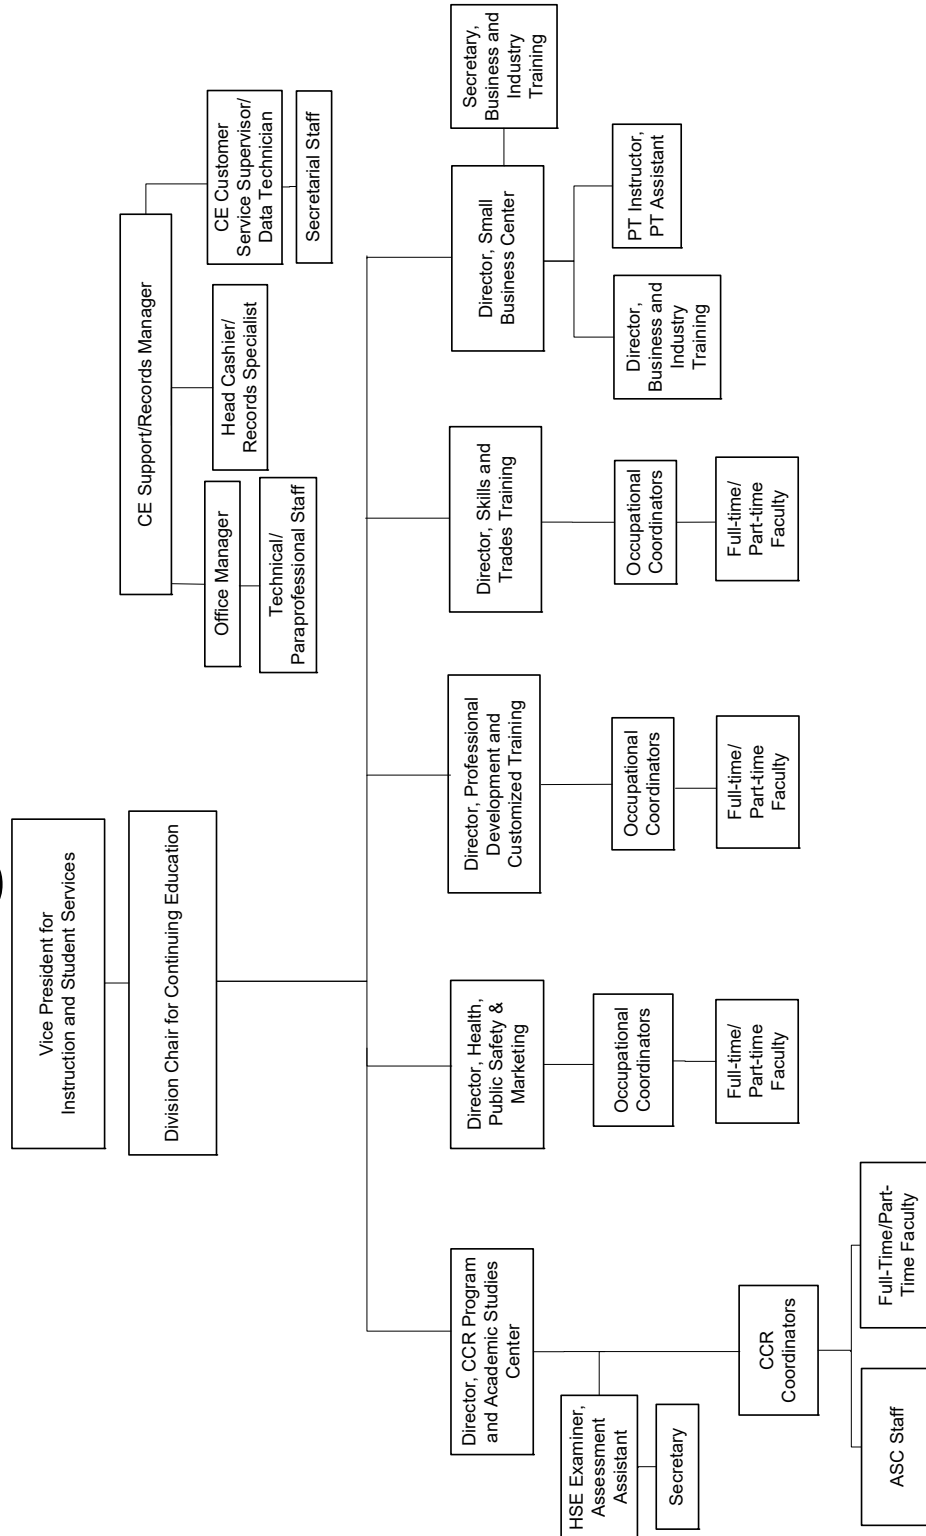 Vice President for
Instruction and Student Services
Division Chair for Continuing Education
CE Support/Records Manager
Office Manager
Technical/
Paraprofessional Staff
Head Cashier/
Records Specialist
CE Customer
Service Supervisor/
Data Technician
Secretarial Staff
Director, CCR Program
and Academic Studies
Center
HSE Examiner,
Assessment
Assistant
Secretary
CCR
Coordinators
ASC Staff
Full-Time/Part-
Time Faculty
Director, Health,
Public Safety &
Marketing
Occupational
Coordinators
Full-time/
Part-time
Faculty
Director, Professional
Development and
Customized Training
Occupational
Coordinators
Full-time/
Part-time
Faculty
Director, Skills and
Trades Training
Occupational
Coordinators
Full-time/
Part-time
Faculty
Director, Small
Business Center
Secretary,
Business and
Industry
Training
Director,
Business and
Industry
Training
PT Instructor,
PT Assistant